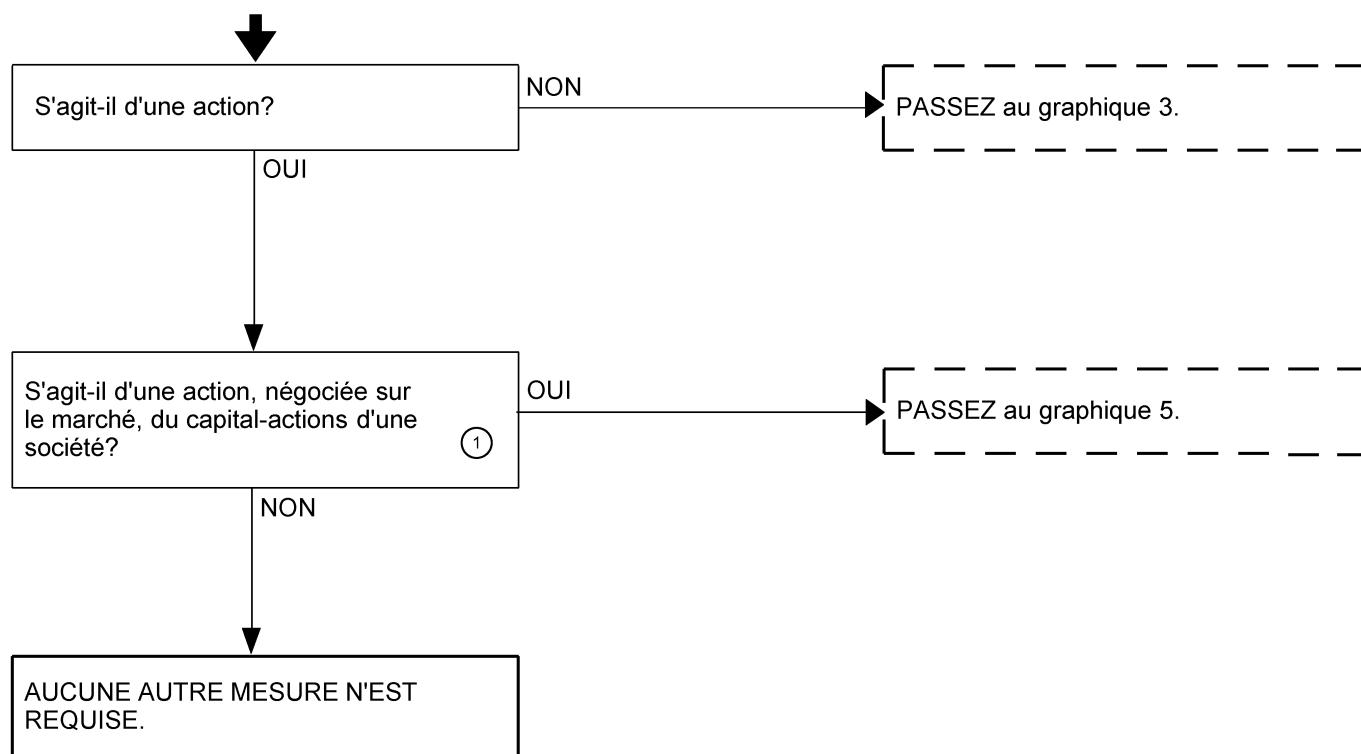 S'agit-il d'une action?
NON
PASSEZ au graphique 3.
OUI
S'agit-il d'une action, négociée sur
le marché, du capital-actions d'une
société?
1
OUI
PASSEZ au graphique 5.
NON
AUCUNE AUTRE MESURE N'EST
REQUISE.